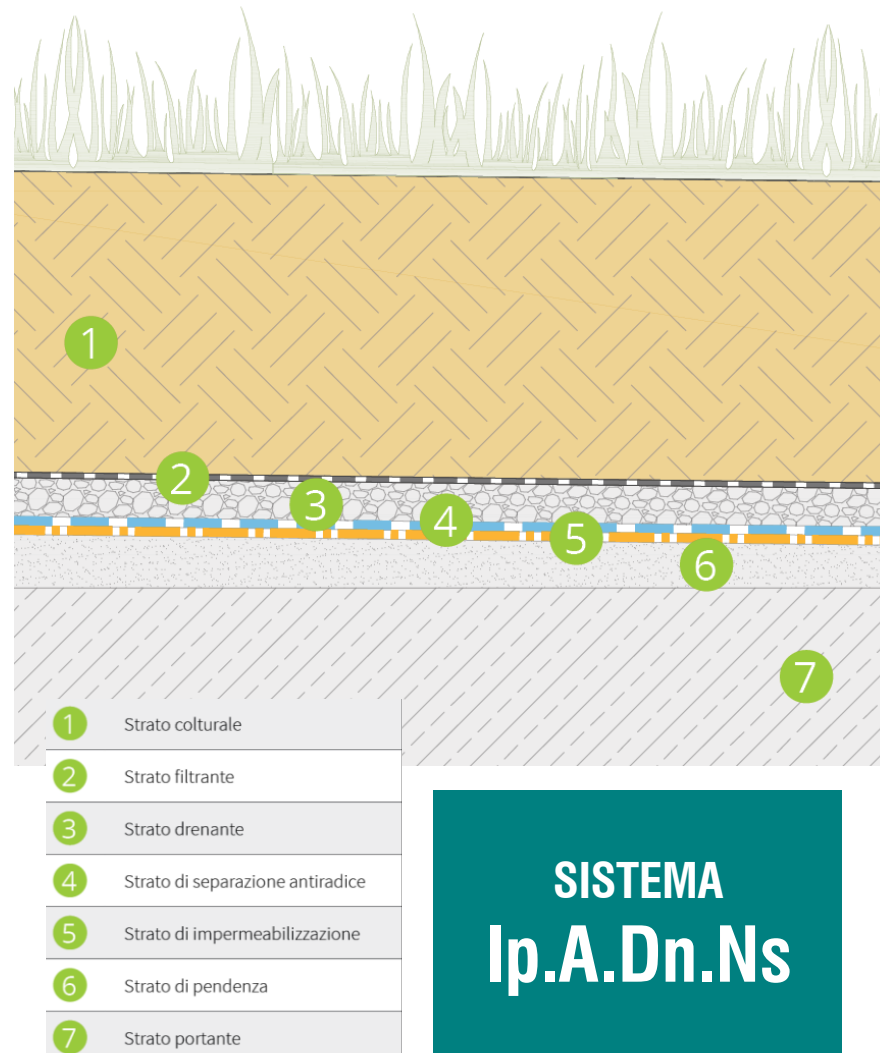 1
2
3
4
5
6
7
1 Strato colturale
2 Strato filtrante
3 Strato drenante
4 Strato di separazione antiradice
5 Strato di impermeabilizzazione
6 Strato di pendenza
7 Strato portante
SISTEMA
Ip.A.Dn.Ns